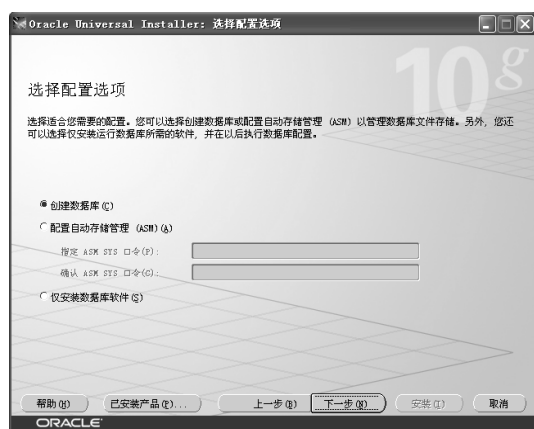 Oracle Universal Installer: 选择配置选项
10g
选择配置选项
选择适合您需要的配置。您可以选择创建数据库或配置自动存储管理 (ASM) 以管理数据库文件存储。另外, 您还
可以选择仅安装运行数据库所需的软件, 并在以后执行数据库配置。
创建数据库(C)
配置自动存储管理 (ASM)(A)
指定 ASM SYS 口令(P):
确认 ASM SYS 口令(O):
仅安装数据库软件(S)
帮助(H) 已安装产品(P)... 上一步(B) 下一步(N) 安装(I) 取消
ORACLE